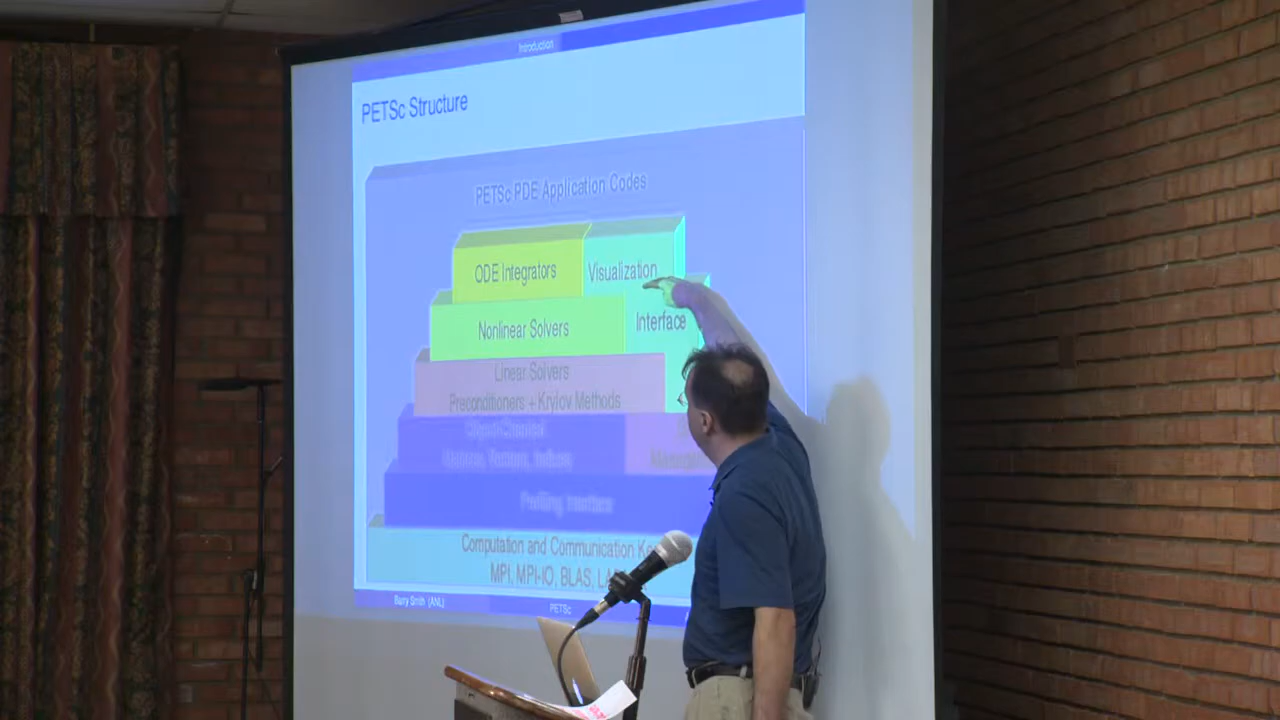 Introduction
PETSc Structure
PETSc PDE Application Codes
ODE Integrators
Visualization
Nonlinear Solvers
Interface
Linear Solvers
Preconditioners + Krylov Methods
Profiling Interface
Computation and Communication
MPI, MPI-IO, BLAS,
Barry Smith (ANL)
PETSc